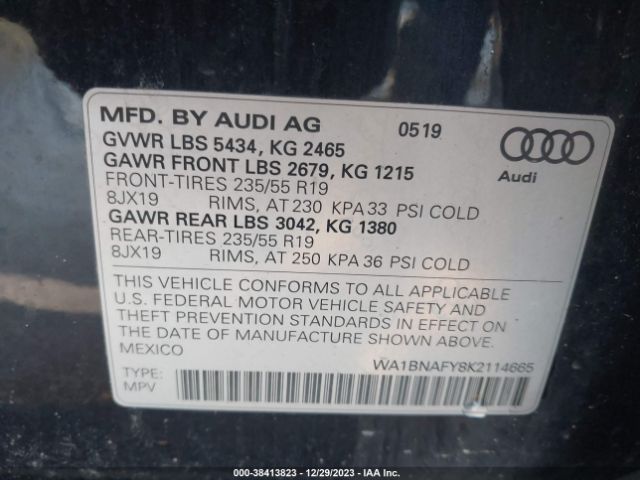 MFD. BY AUDI AG 0519
GVWR LBS 5434, KG 2465
GAWR FRONT LBS 2679, KG 1215
FRONT-TIRES 235/55 R19
8JX19 RIMS, AT 230 KPA 33 PSI COLD
GAWR REAR LBS 3042, KG 1380
REAR-TIRES 235/55 R19
8JX19 RIMS, AT 250 KPA 36 PSI COLD
Audi
THIS VEHICLE CONFORMS TO ALL APPLICABLE
U.S. FEDERAL MOTOR VEHICLE SAFETY AND
THEFT PREVENTION STANDARDS IN EFFECT ON
THE DATE OF MANUFACTURE SHOWN ABOVE.
MEXICO
WA1BNAFY8K2114665
TYPE:
MPV
000-38413823 - 12/29/2023 - IAA Inc.